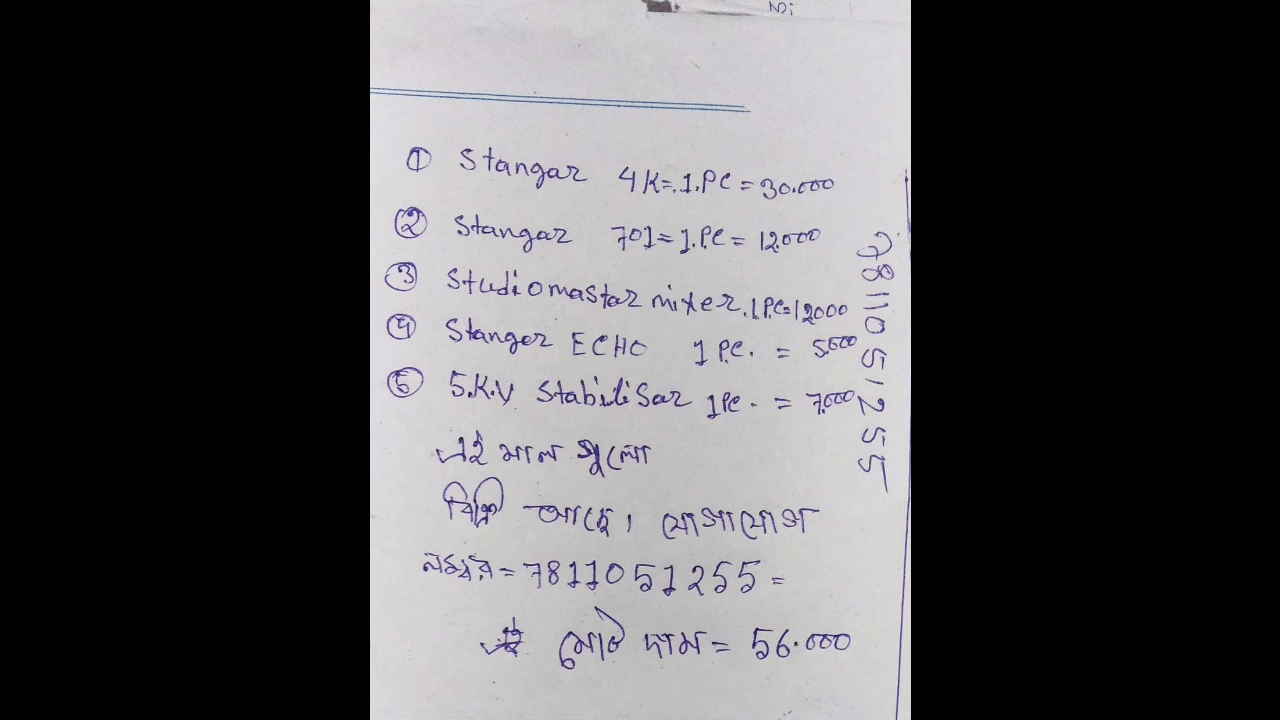 ① Stangar 4K=.1.PC = 30.000
② Stangar 701=1.PC = 12.000
③ Studiomastar mixer.1PC=12000
④ Stanger ECHO 1 PC. = 5.000
⑤ 5.K.V StabiliSar 1PC. = 7.000
এই মাল গুলো
বিক্রি আছে। যোগাযোগ
নম্বর = 7811051255 =
মোট দাম = 56.000
7811051255